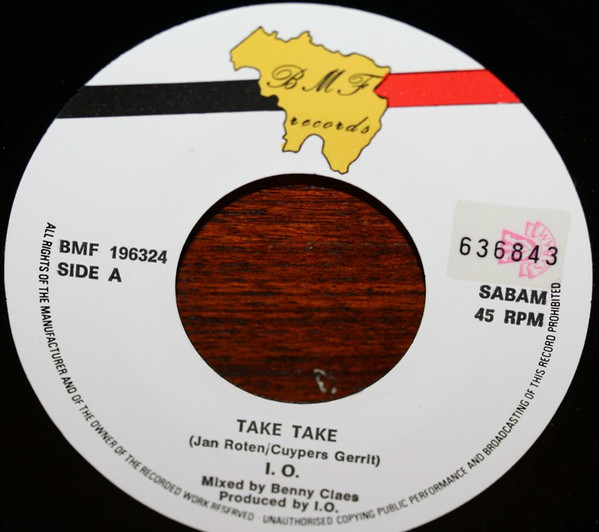 BMF
records
BMF 196324
SIDE A
636843
SABAM
45 RPM
TAKE TAKE
(Jan Roten/Cuypers Gerrit)
I. O.
Mixed by Benny Claes
Produced by I.O.
ALL RIGHTS OF THE MANUFACTURER AND OF THE OWNER OF THE RECORDED WORK RESERVED · UNAUTHORISED COPYING PUBLIC PERFORMANCE AND BROADCASTING OF THIS RECORD PROHIBITED